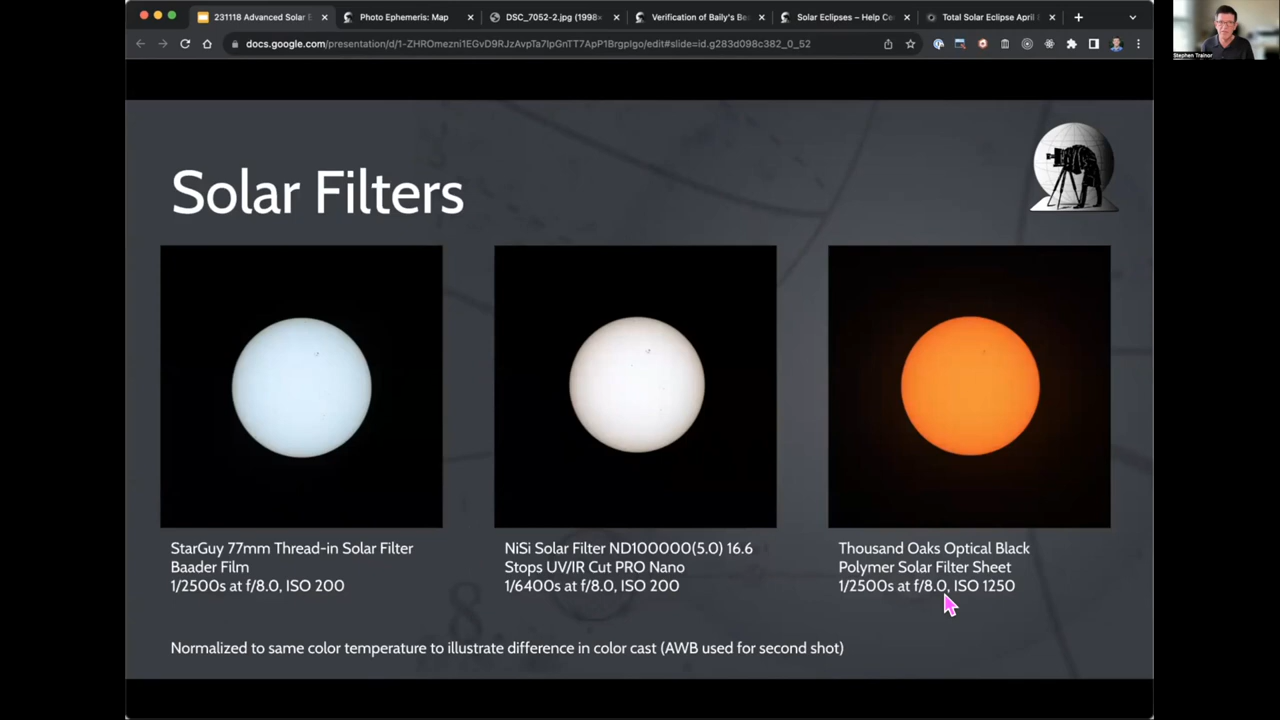 231118 Advanced Solar E
Photo Ephemeris: Map
DSC_7052-2.jpg (1998×
Verification of Baily's Be
Solar Eclipses – Help Ce
Total Solar Eclipse April 8
docs.google.com/presentation/d/1-ZHROmezni1EGvD9RJzAvpTa7IpGnTT7ApP1Brgplgo/edit#slide=id.g283d098c382_0_52
Stephen Trainor
Solar Filters
StarGuy 77mm Thread-in Solar Filter
Baader Film
1/2500s at f/8.0, ISO 200
NiSi Solar Filter ND100000(5.0) 16.6
Stops UV/IR Cut PRO Nano
1/6400s at f/8.0, ISO 200
Thousand Oaks Optical Black
Polymer Solar Filter Sheet
1/2500s at f/8.0, ISO 1250
Normalized to same color temperature to illustrate difference in color cast (AWB used for second shot)